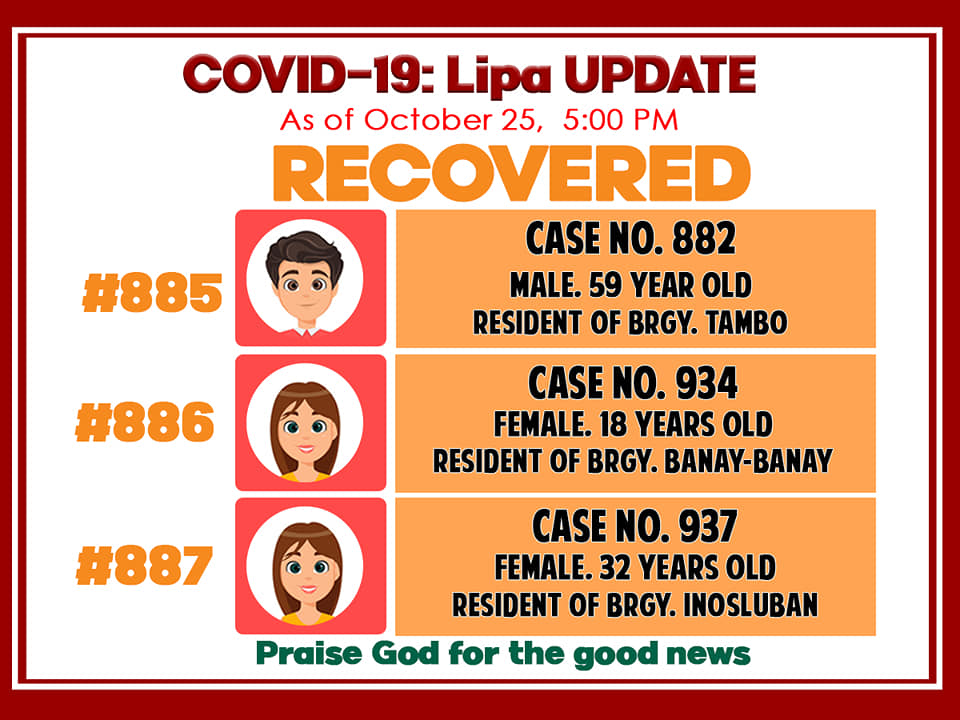 COVID-19: Lipa UPDATE
As of October 25, 5:00 PM
RECOVERED
#885
CASE NO. 882
MALE. 59 YEAR OLD
RESIDENT OF BRGY. TAMBO
#886
CASE NO. 934
FEMALE. 18 YEARS OLD
RESIDENT OF BRGY. BANAY-BANAY
#887
CASE NO. 937
FEMALE. 32 YEARS OLD
RESIDENT OF BRGY. INOSLUBAN
Praise God for the good news